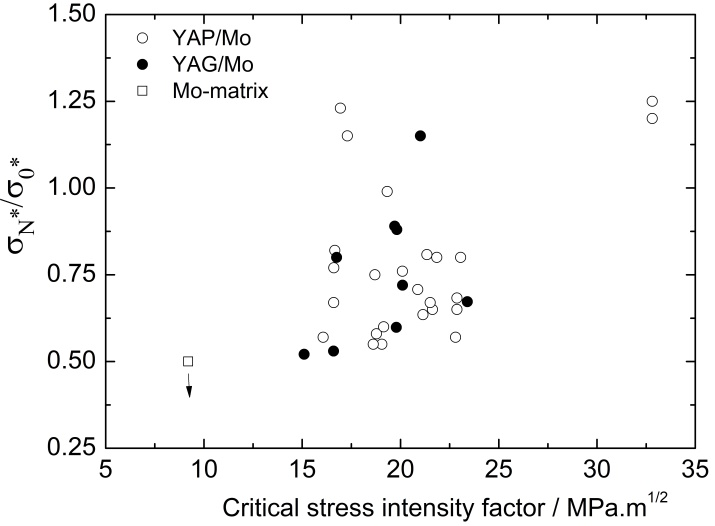 1.50
1.25
1.00
0.75
0.50
0.25
σN*/σ0*
YAP/Mo
YAG/Mo
Mo-matrix
5 10 15 20 25 30 35
Critical stress intensity factor / MPa.m1/2